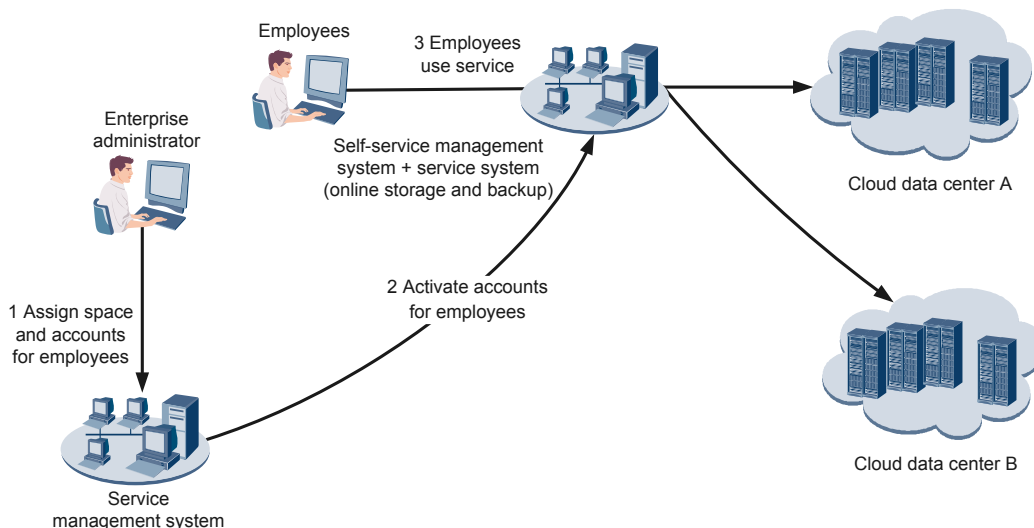 Employees
3 Employees
use service
Enterprise
administrator
Self-service management
system + service system
(online storage and backup)
Cloud data center A
1 Assign space
and accounts
for employees
2 Activate accounts
for employees
Cloud data center B
Service
management system